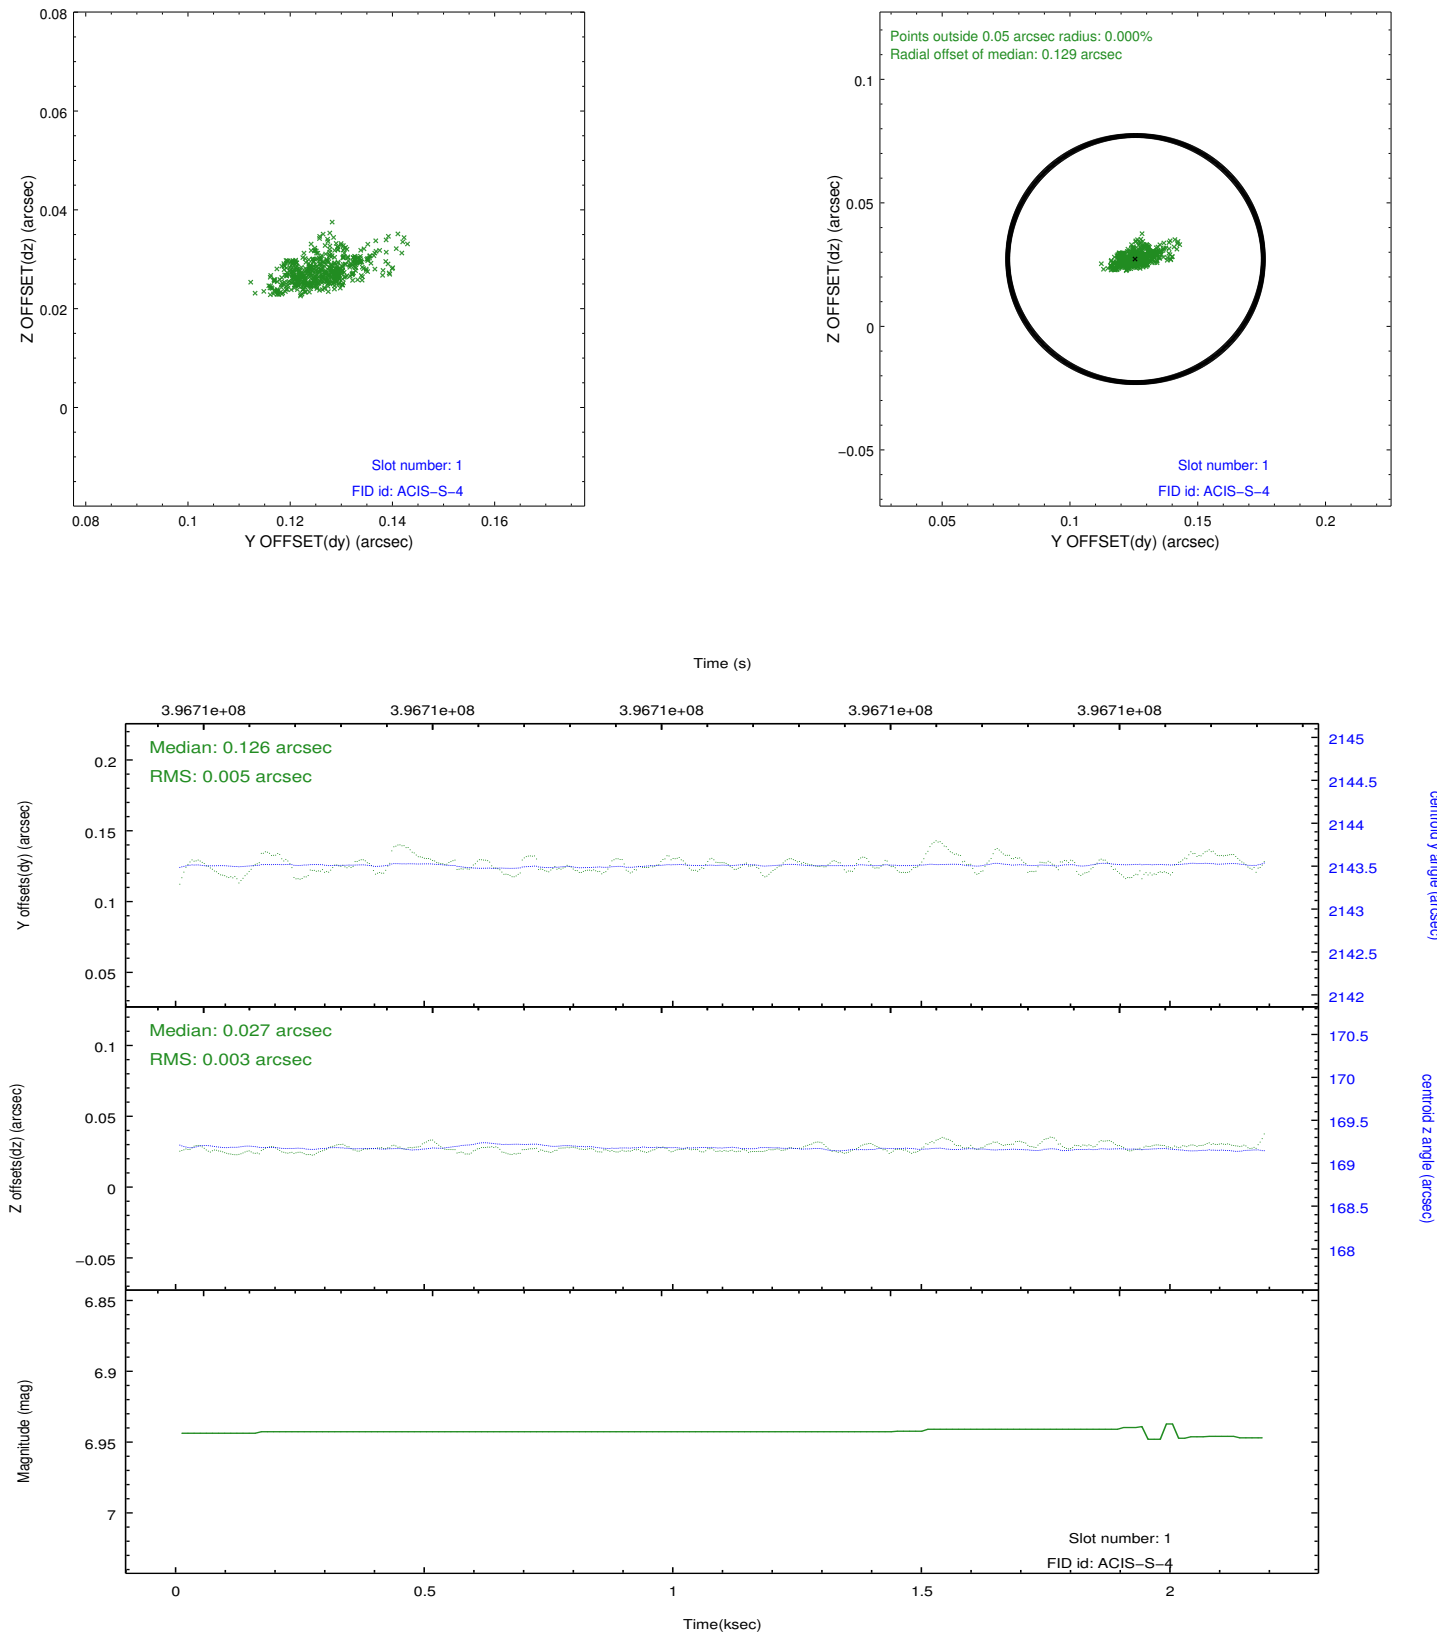 0.08
0.06
0.04
0.02
0
Z OFFSET(dz) (arcsec)
Slot number: 1
FID id: ACIS−S−4
0.08 0.1 0.12 0.14 0.16
Y OFFSET(dy) (arcsec)
Points outside 0.05 arcsec radius: 0.000%
Radial offset of median: 0.129 arcsec
0.1
0.05
0
−0.05
Z OFFSET(dz) (arcsec)
Slot number: 1
FID id: ACIS−S−4
0.05 0.1 0.15 0.2
Y OFFSET(dy) (arcsec)
Time (s)
3.9671e+08 3.9671e+08 3.9671e+08 3.9671e+08 3.9671e+08
Median: 0.126 arcsec
RMS: 0.005 arcsec
0.2
0.15
0.1
0.05
Y offsets(dy) (arcsec)
2145
2144.5
2144
2143.5
2143
2142.5
2142
centroid y angle (arcsec)
Median: 0.027 arcsec
RMS: 0.003 arcsec
0.1
0.05
0
−0.05
Z offsets(dz) (arcsec)
170.5
170
169.5
169
168.5
168
centroid z angle (arcsec)
6.85
6.9
6.95
7
Magnitude (mag)
Slot number: 1
FID id: ACIS−S−4
0 0.5 1 1.5 2
Time(ksec)